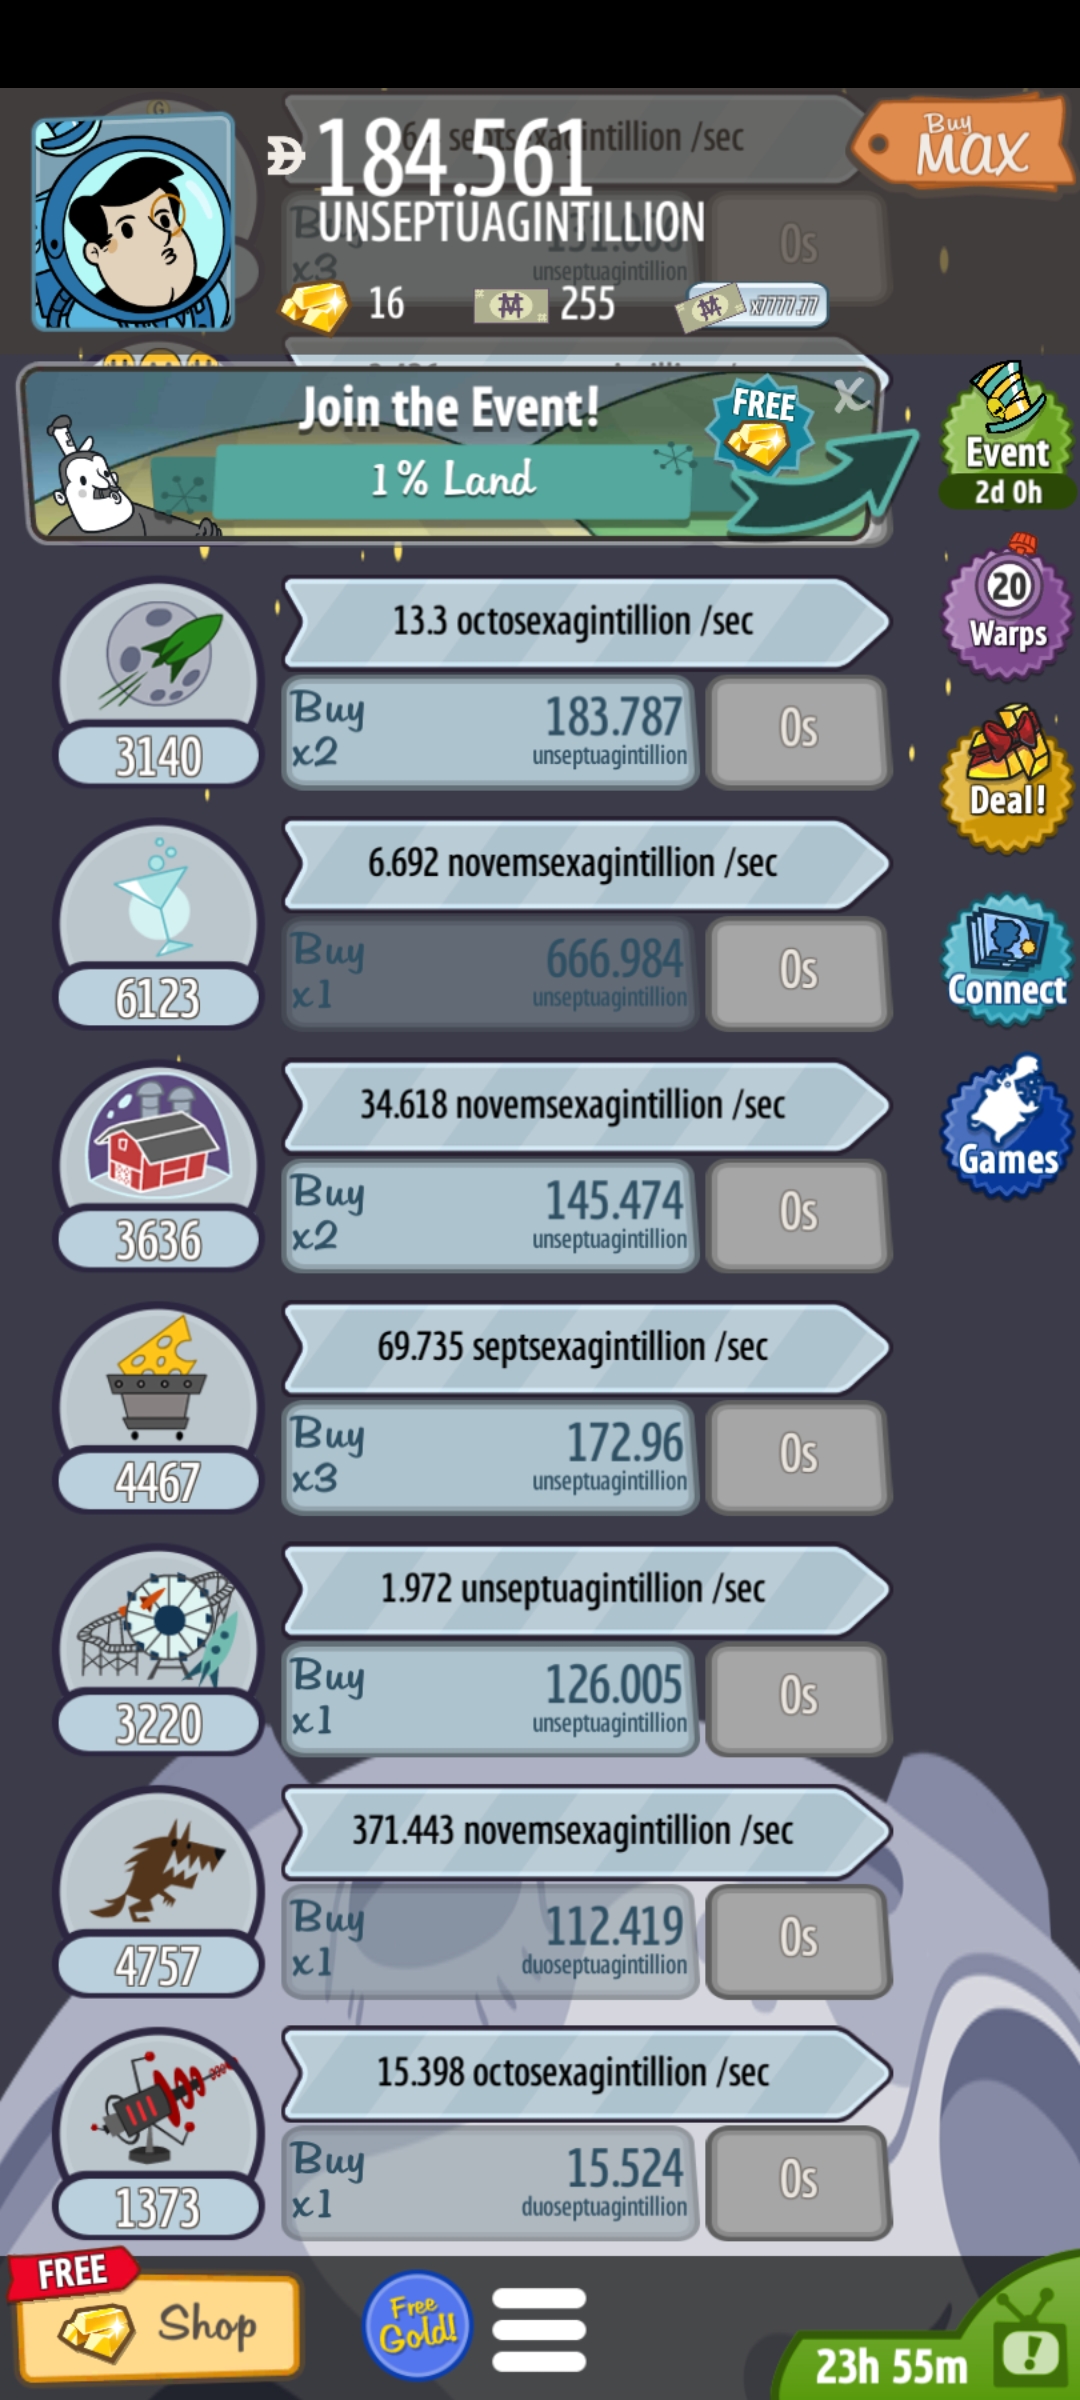 184.561
UNSEPTUAGINTILLION
Buy
MAX
/sec
Buy
x3
unseptuagintillion
0s
16
255
x7777.77
Join the Event!
1% Land
FREE
X
Event
2d 0h
13.3 octosexagintillion /sec
Buy
x2
183.787
unseptuagintillion
0s
3140
20
Warps
Deal!
6.692 novemsexagintillion /sec
Buy
x1
666.984
unseptuagintillion
0s
6123
Connect
34.618 novemsexagintillion /sec
Buy
x2
145.474
unseptuagintillion
0s
3636
Games
69.735 septsexagintillion /sec
Buy
x3
172.96
unseptuagintillion
0s
4467
1.972 unseptuagintillion /sec
Buy
x1
126.005
unseptuagintillion
0s
3220
371.443 novemsexagintillion /sec
Buy
x1
112.419
duoseptuagintillion
0s
4757
15.398 octosexagintillion /sec
Buy
x1
15.524
duoseptuagintillion
0s
1373
FREE
Shop
Free
Gold!
23h 55m
!